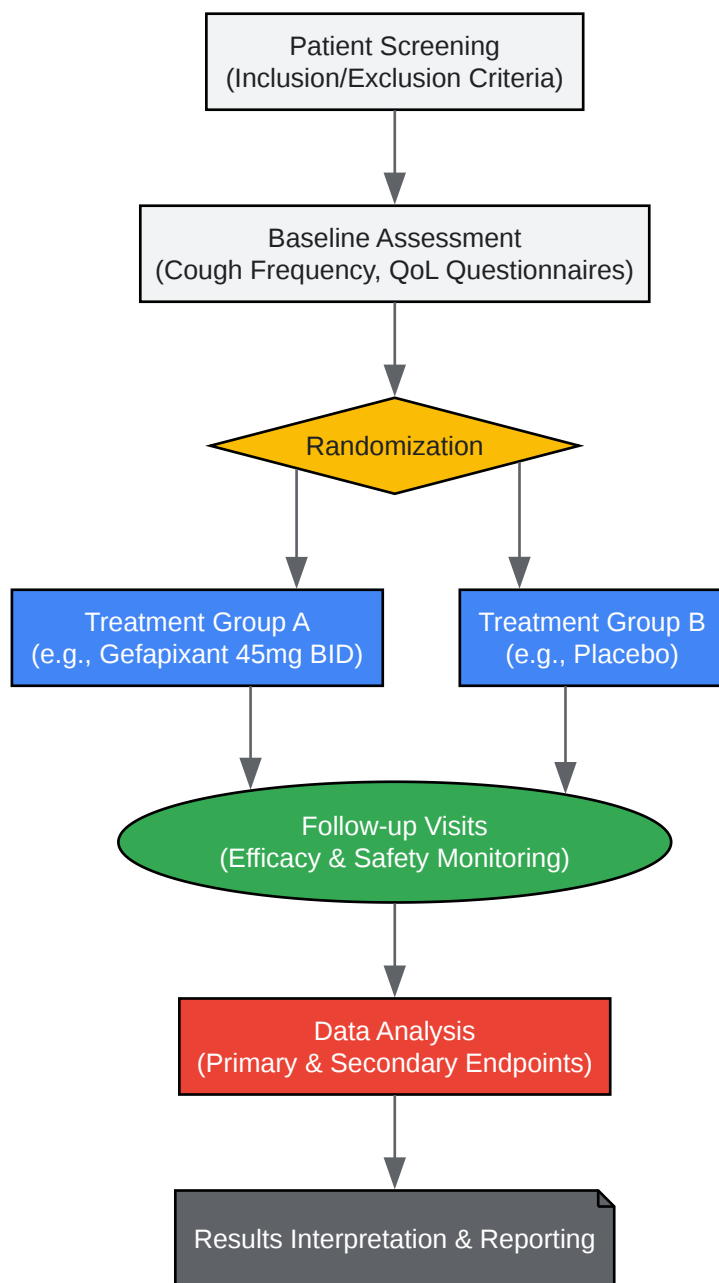 Patient Screening
(Inclusion/Exclusion Criteria)
Baseline Assessment
(Cough Frequency, QoL Questionnaires)
Randomization
Treatment Group A
(e.g., Gefapixant 45mg BID)
Treatment Group B
(e.g., Placebo)
Follow-up Visits
(Efficacy & Safety Monitoring)
Data Analysis
(Primary & Secondary Endpoints)
Results Interpretation & Reporting